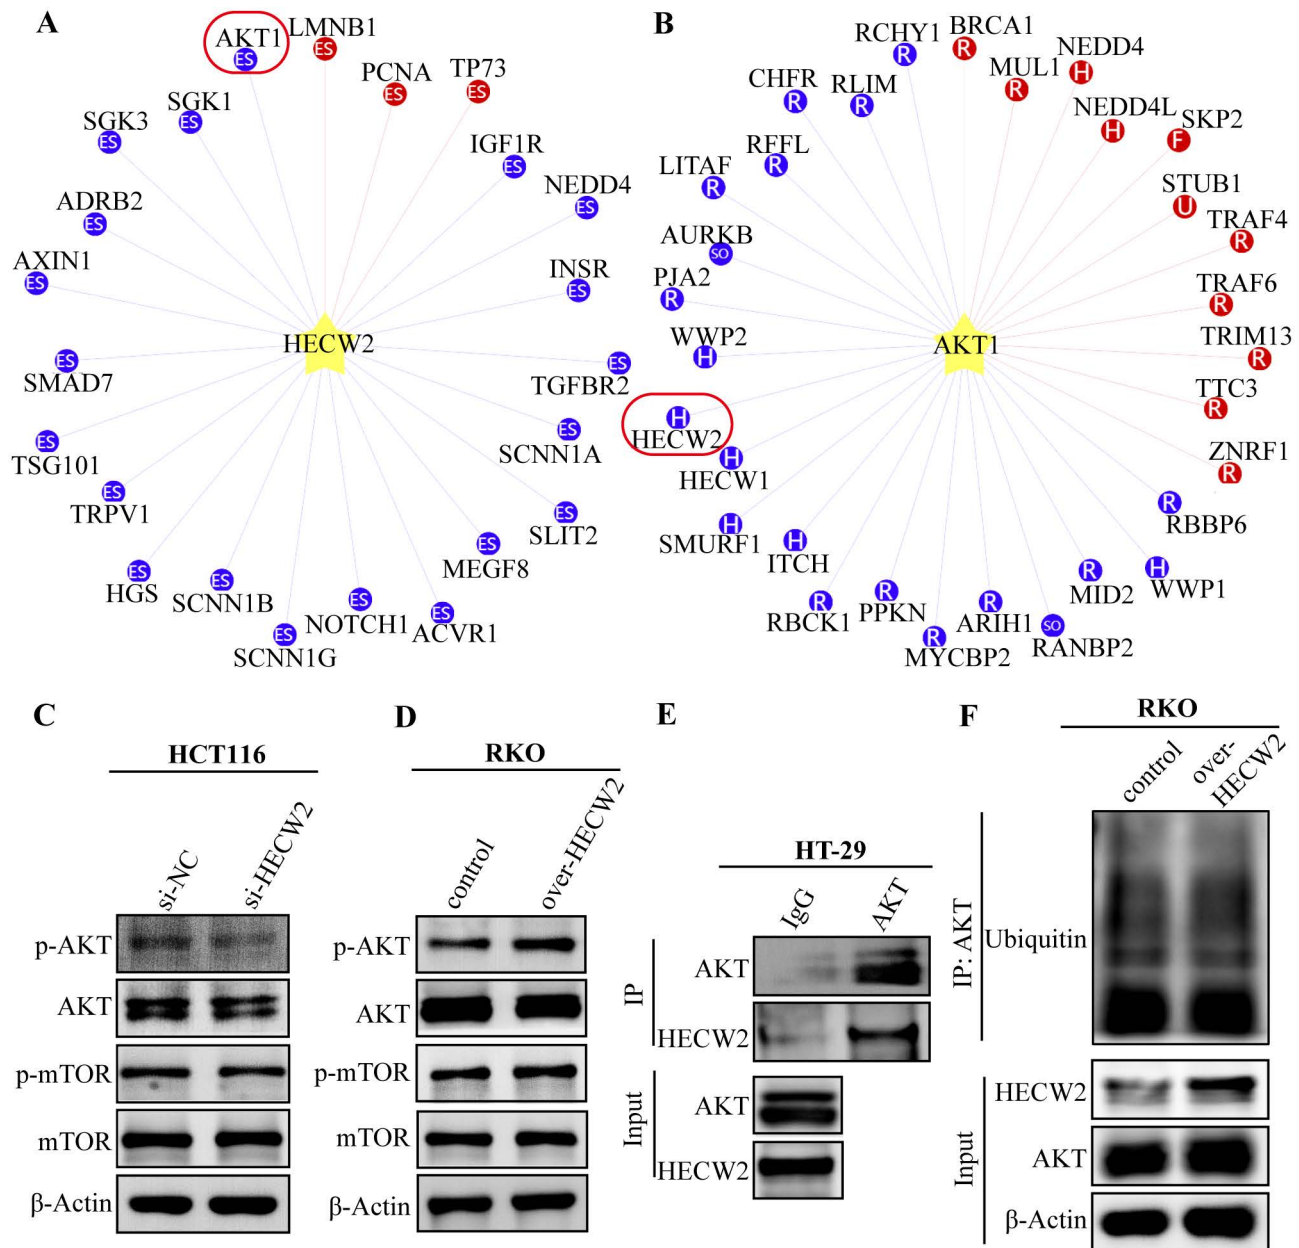 A
B
AKT1
LMNB1
ES
ES
PCNA
ES
TP73
ES
SGK1
ES
SGK3
ES
IGF1R
ES
NEDD4
ES
ADRB2
ES
AXIN1
ES
INSR
ES
HECW2
SMAD7
ES
TGFBR2
ES
SCNN1A
ES
TSG101
ES
TRPV1
ES
SLIT2
ES
MEGF8
ES
HGS
ES
SCNN1B
ES
NOTCH1
ES
ACVR1
ES
SCNN1G
ES
RCHY1
R
BRCA1
R
MUL1
R
NEDD4
H
CHFR
R
RLIM
R
NEDD4L
H
SKP2
F
RFFL
R
LITAF
R
STUB1
U
TRAF4
R
AURKB
SO
PJA2
R
TRAF6
R
WWP2
H
AKT1
TRIM13
R
TTC3
R
H
HECW2
H
HECW1
ZNRF1
R
R
RBBP6
H
SMURF1
H
ITCH
R
MID2
H
WWP1
R
RBCK1
R
PPKN
R
ARIH1
R
MYCBP2
SO
RANBP2
C
HCT116
si-NC
si-HECW2
p-AKT
AKT
p-mTOR
mTOR
β-Actin
D
RKO
control
over-HECW2
p-AKT
AKT
p-mTOR
mTOR
β-Actin
E
HT-29
IgG
AKT
IP
AKT
HECW2
Input
AKT
HECW2
F
RKO
control
over-
HECW2
IP: AKT
Ubiquitin
Input
HECW2
AKT
β-Actin